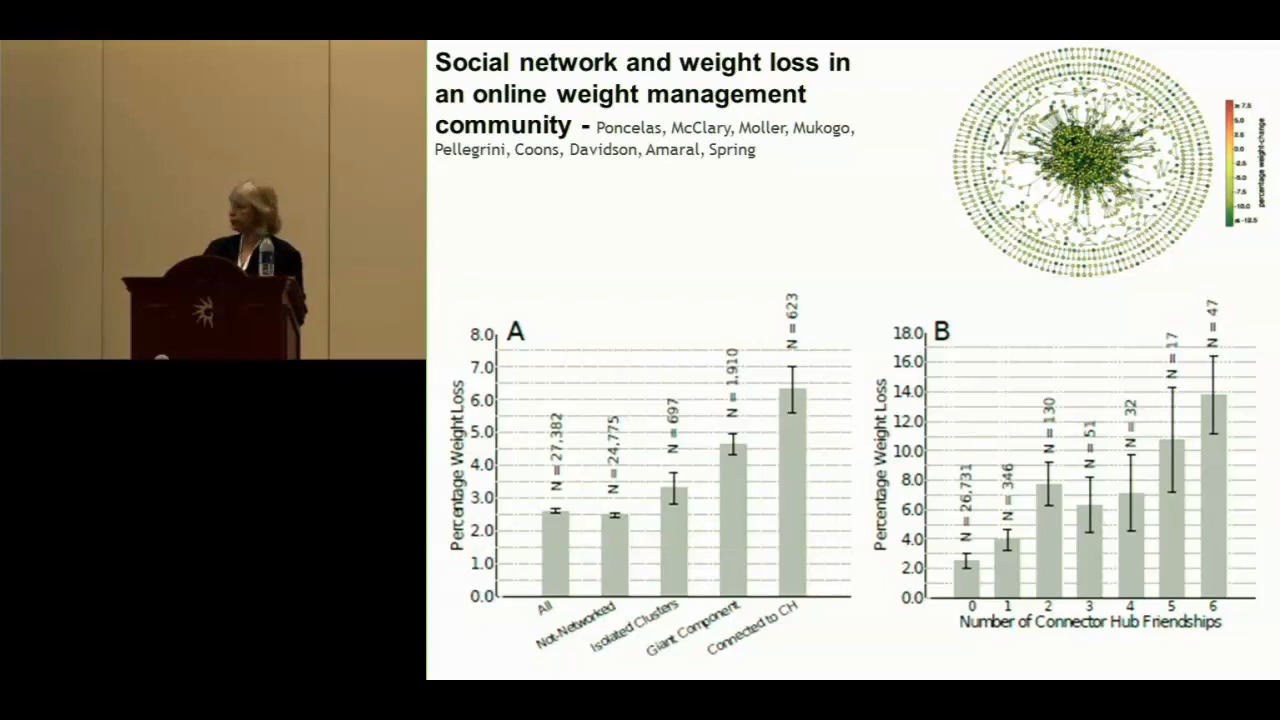 Social network and weight loss in
an online weight management
community - Poncelas, McClary, Moller, Mukogo,
Pellegrini, Coons, Davidson, Amaral, Spring
≥ 7.5
5.0
2.5
0.0
-2.5
-5.0
-7.5
-10.0
≤ -12.5
percentage weight-change
A
Percentage Weight Loss
8.0
7.0
6.0
5.0
4.0
3.0
2.0
1.0
0.0
N = 27,382
N = 24,775
N = 697
N = 1,910
N = 623
All
Not-Networked
Isolated Clusters
Giant Component
Connected to CH
B
Percentage Weight Loss
18.0
16.0
14.0
12.0
10.0
8.0
6.0
4.0
2.0
0.0
N = 26,731
N = 346
N = 130
N = 51
N = 32
N = 17
N = 47
0 1 2 3 4 5 6
Number of Connector Hub Friendships